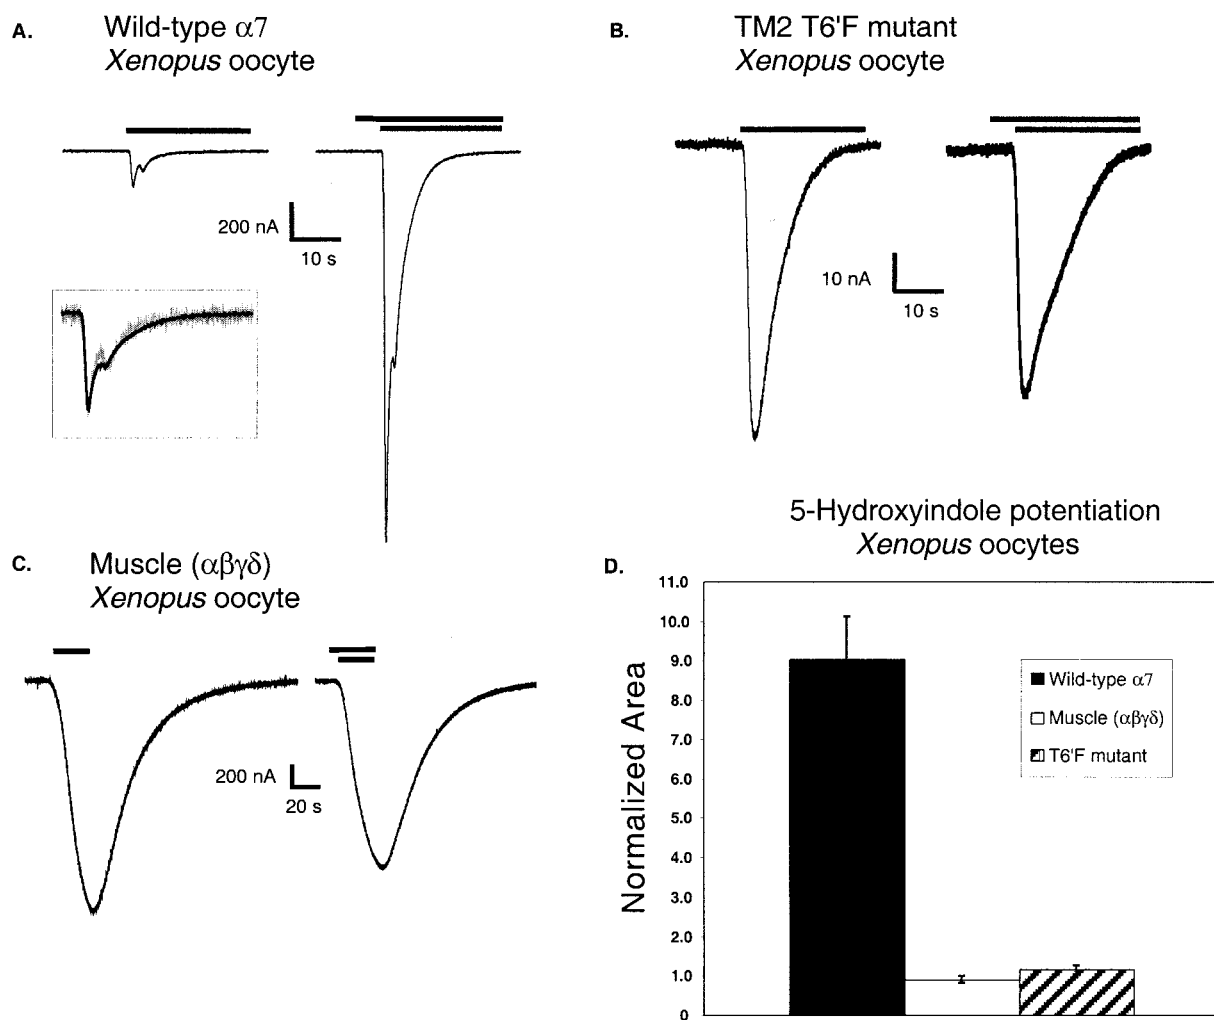 A.
Wild-type α7
Xenopus oocyte
200 nA
10 s
B.
TM2 T6'F mutant
Xenopus oocyte
10 nA
10 s
C.
Muscle (αβγδ)
Xenopus oocyte
200 nA
20 s
5-Hydroxyindole potentiation
Xenopus oocytes
D.
Normalized Area
11.0
10.0
9.0
8.0
7.0
6.0
5.0
4.0
3.0
2.0
1.0
0
Wild-type α7
Muscle (αβγδ)
T6'F mutant